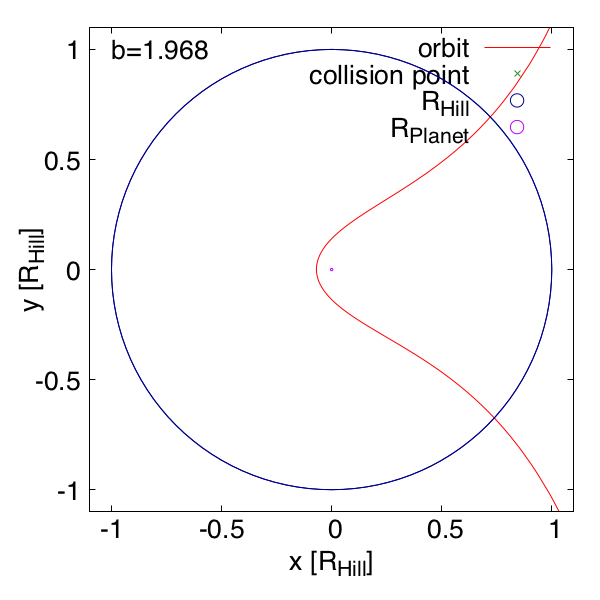 b=1.968
orbit
collision point
R_Hill
R_Planet
1
0.5
0
-0.5
-1
y [R_Hill]
-1
-0.5
0
0.5
1
x [R_Hill]